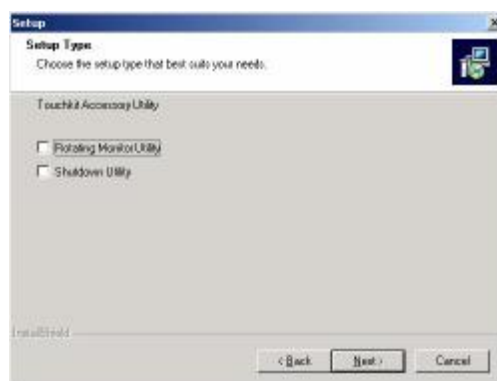 Setup
Setup Type
Choose the setup type that best suits your needs.
Touchkit Accessory Utility
Rotating Monitor Utility
Shutdown Utility
InstallShield
< Back
Next >
Cancel